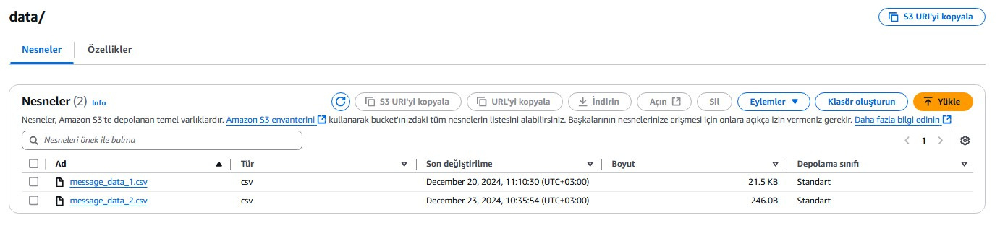 data/
S3 URI'yi kopyala
Nesneler Özellikler
Nesneler (2) Info
S3 URI'yi kopyala URL'yi kopyala İndirin Açın Sil Eylemler Klasör oluşturun Yükle
Nesneler, Amazon S3'te depolanan temel varlıklardır. Amazon S3 envanterini kullanarak bucket'ınızdaki tüm nesnelerin listesini alabilirsiniz. Başkalarının nesnelerinize erişmesi için onlara açıkça izin vermeniz gerekir. Daha fazla bilgi edinin
Nesneleri önek ile bulma
1
Ad Tür Son değiştirilme Boyut Depolama sınıfı
message_data_1.csv csv December 20, 2024, 11:10:30 (UTC+03:00) 21.5 KB Standart
message_data_2.csv csv December 23, 2024, 10:35:54 (UTC+03:00) 246.0B Standart